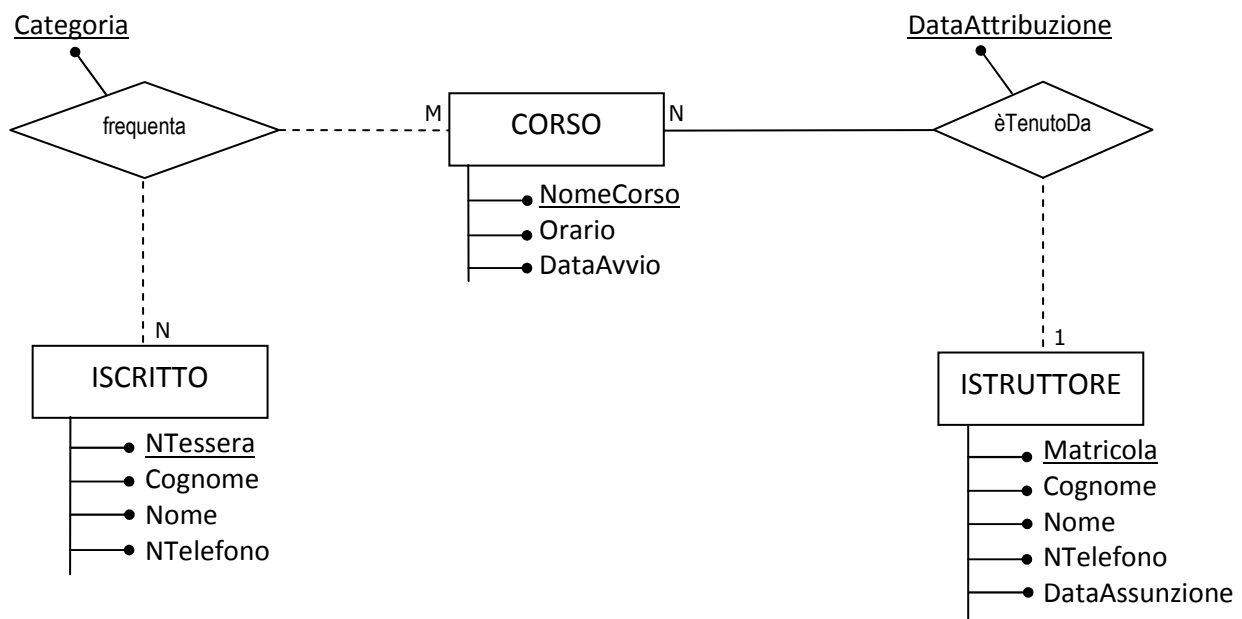 Categoria
DataAttribuzione
frequenta
M
CORSO
N
èTenutoDa
NomeCorso
Orario
DataAvvio
N
1
ISCRITTO
ISTRUTTORE
NTessera
Cognome
Nome
NTelefono
Matricola
Cognome
Nome
NTelefono
DataAssunzione